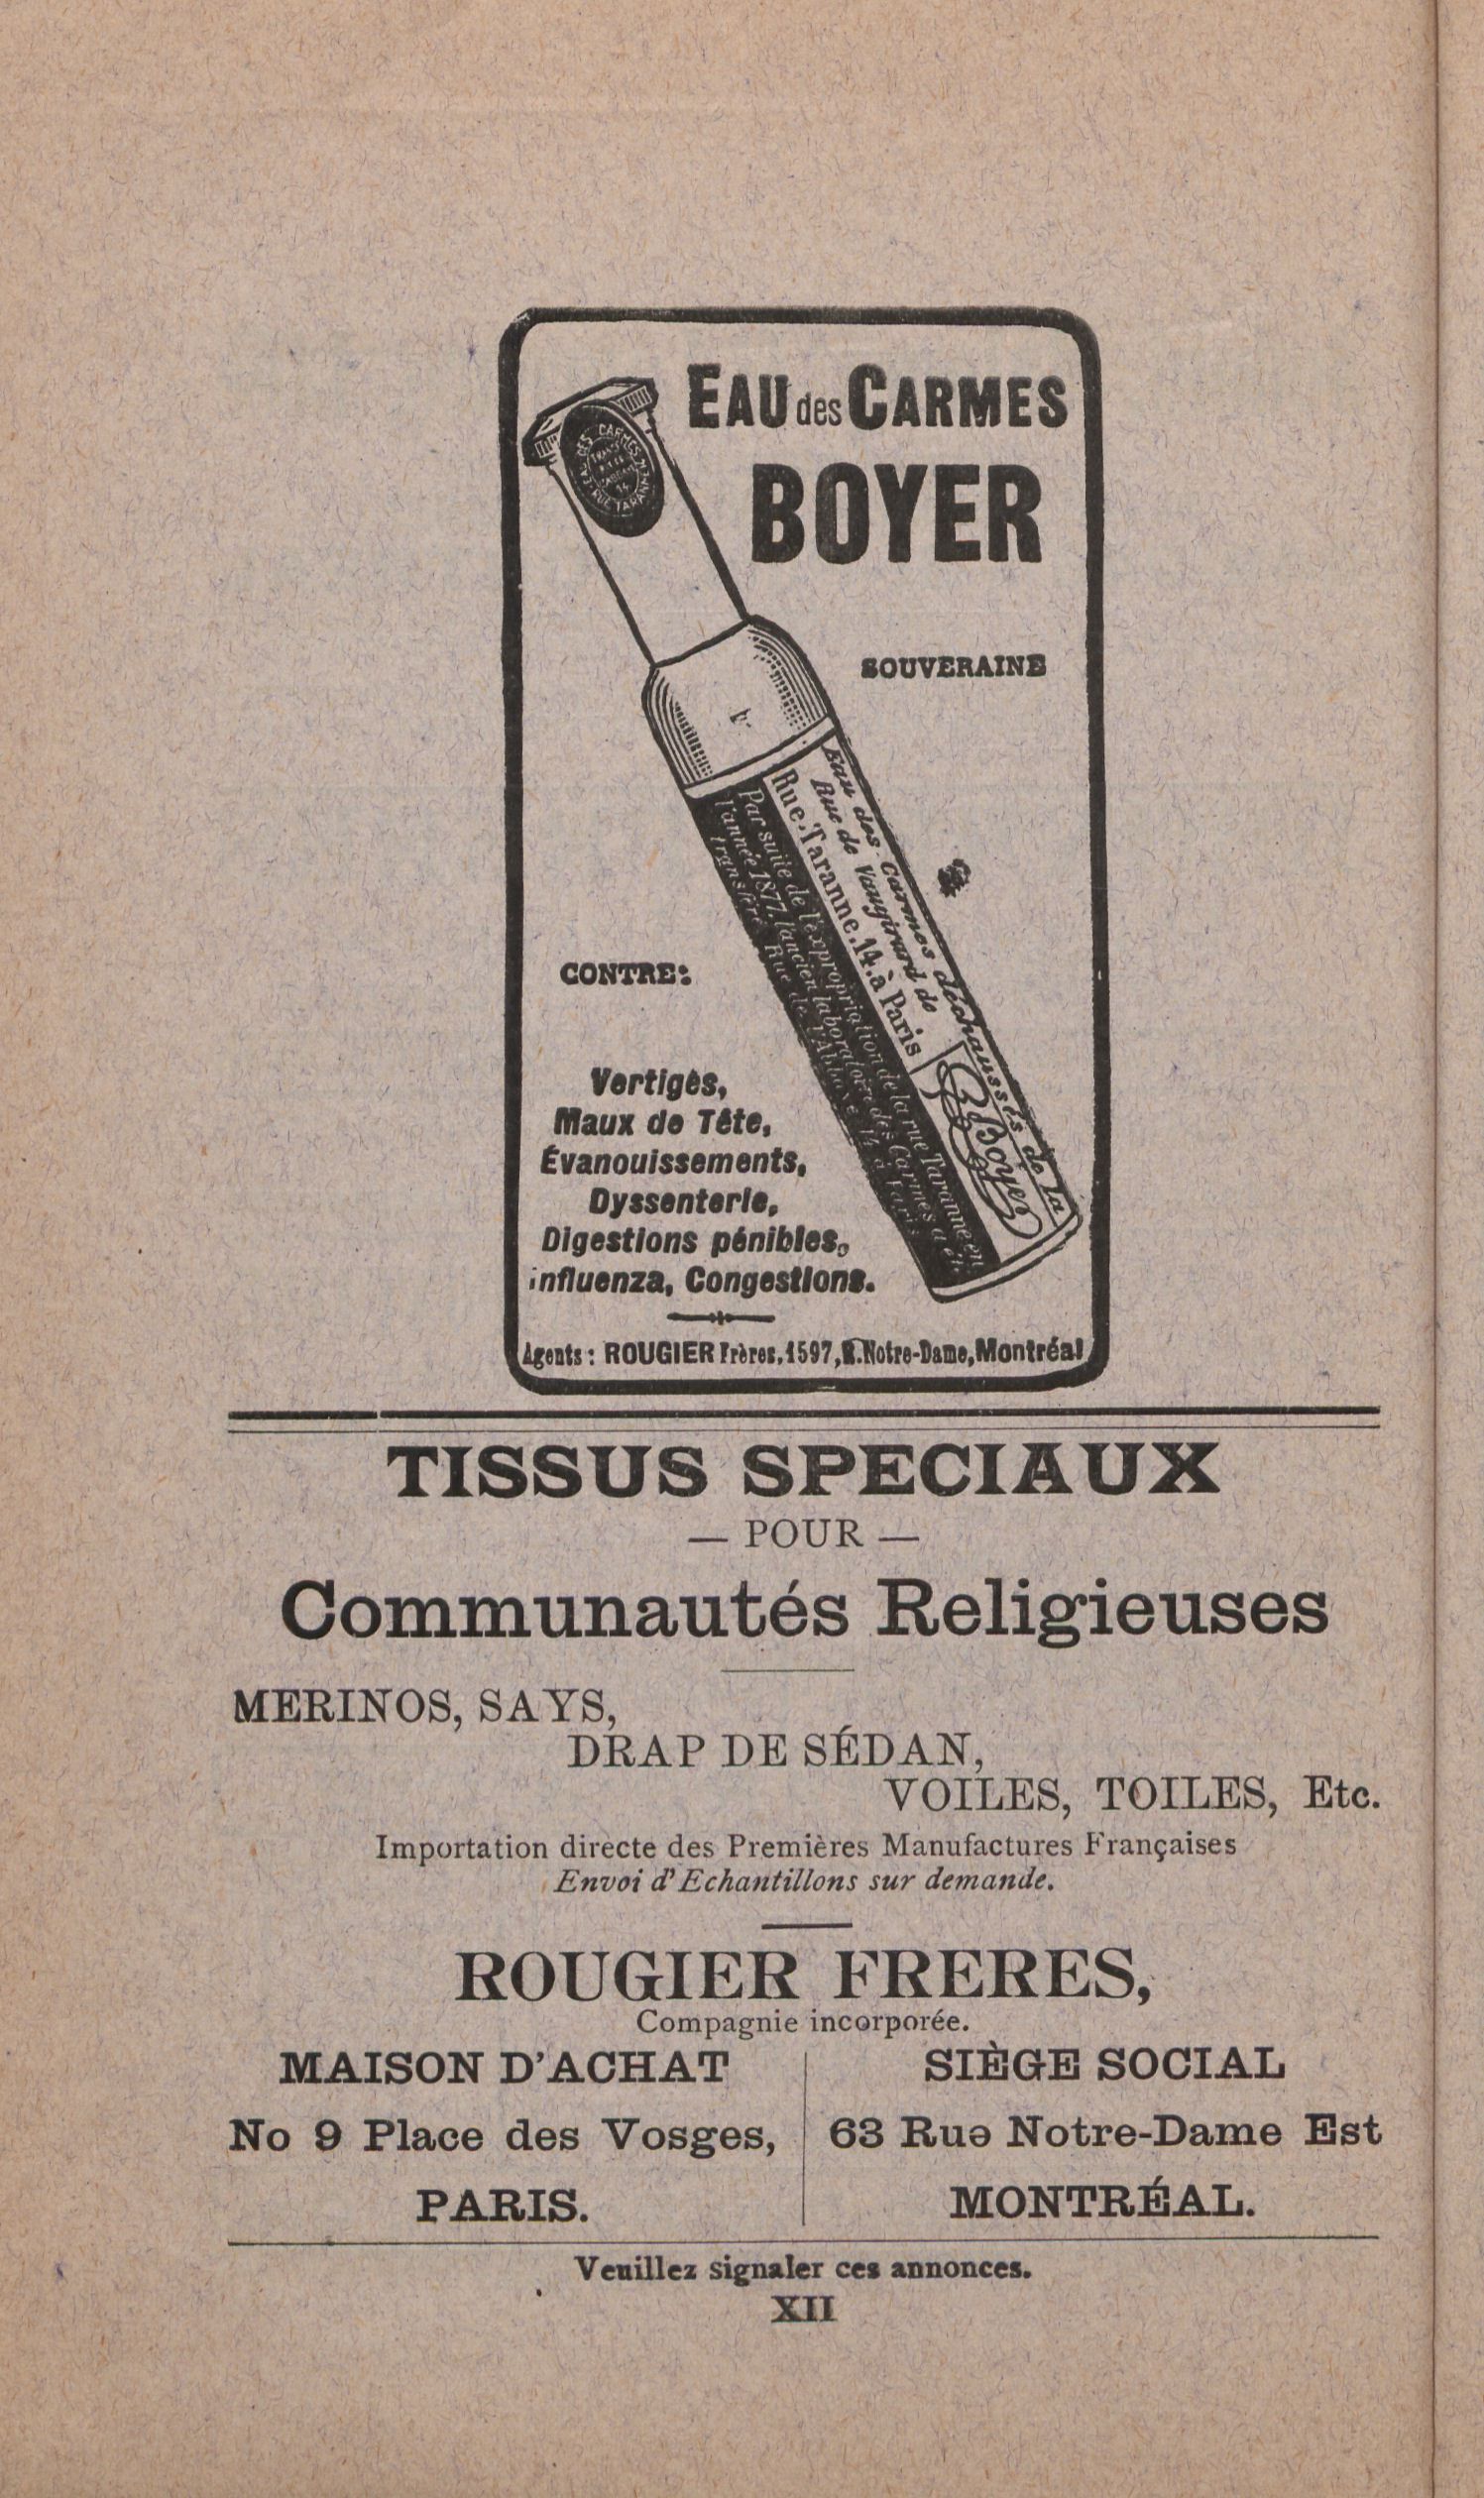 EAU des CARMES
BOYER
SOUVERAINE
Eau des Carmes déchaussés de la
Rue de Vaugirard de
Rue Taranne, 14, à Paris
Boyer
Par suite de l'expropriation de la rue Taranne en
l'année 1877, l'ancien laboratoire des Carmes a été
transféré Rue de l'Abbaye 14 à Paris
CONTRE:
Vertiges,
Maux de Tête,
Évanouissements,
Dyssenterie,
Digestions pénibles,
influenza, Congestions.
Agents: ROUGIER Frères, 1597, R. Notre-Dame, Montréal
TISSUS SPECIAUX
— POUR —
Communautés Religieuses
MERINOS, SAYS,
DRAP DE SÉDAN,
VOILES, TOILES, Etc.
Importation directe des Premières Manufactures Françaises
Envoi d'Echantillons sur demande.
ROUGIER FRERES,
Compagnie incorporée.
MAISON D'ACHAT
No 9 Place des Vosges,
PARIS.
SIÈGE SOCIAL
63 Rue Notre-Dame Est
MONTRÉAL.
Veuillez signaler ces annonces.
XII